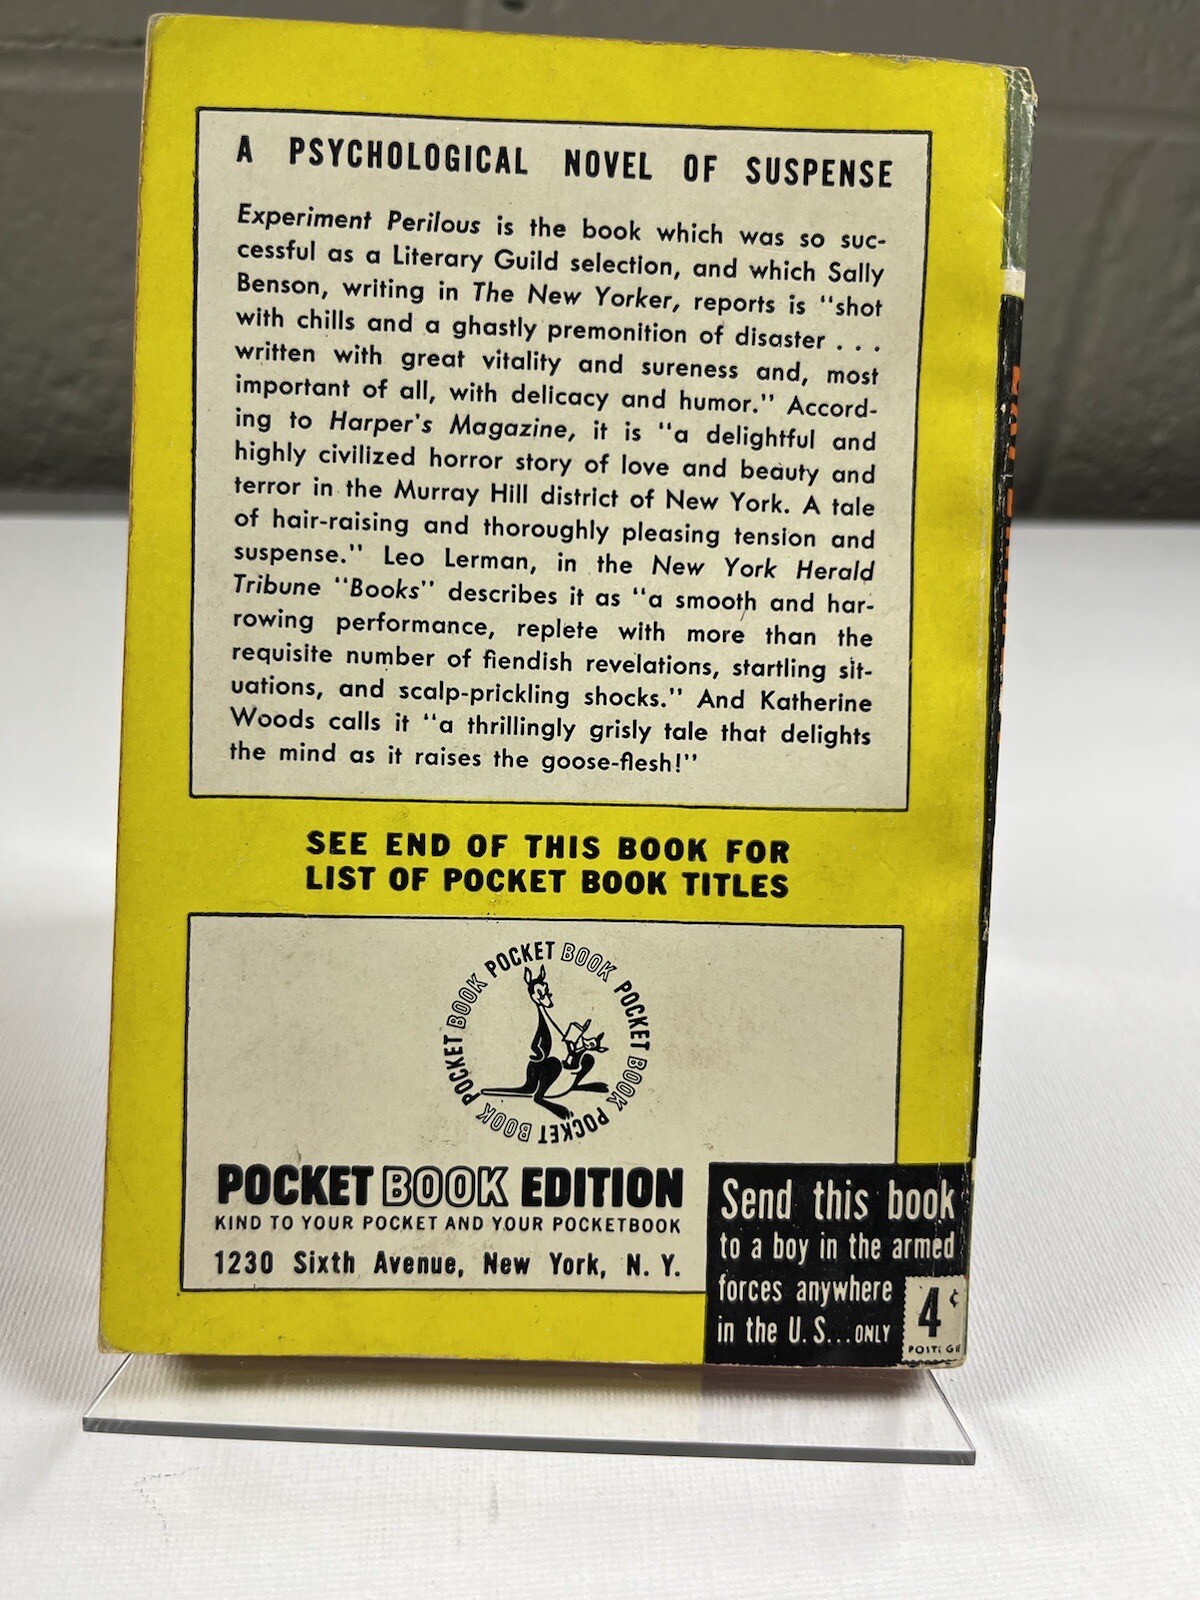 A PSYCHOLOGICAL NOVEL OF SUSPENSE
Experiment Perilous is the book which was so suc-
cessful as a Literary Guild selection, and which Sally
Benson, writing in The New Yorker, reports is "shot
with chills and a ghastly premonition of disaster . . .
written with great vitality and sureness and, most
important of all, with delicacy and humor." Accord-
ing to Harper's Magazine, it is "a delightful and
highly civilized horror story of love and beauty and
terror in the Murray Hill district of New York. A tale
of hair-raising and thoroughly pleasing tension and
suspense." Leo Lerman, in the New York Herald
Tribune "Books" describes it as "a smooth and har-
rowing performance, replete with more than the
requisite number of fiendish revelations, startling sit-
uations, and scalp-prickling shocks." And Katherine
Woods calls it "a thrillingly grisly tale that delights
the mind as it raises the goose-flesh!"
SEE END OF THIS BOOK FOR
LIST OF POCKET BOOK TITLES
POCKET BOOK POCKET BOOK POCKET BOOK POCKET BOOK
POCKET BOOK EDITION
KIND TO YOUR POCKET AND YOUR POCKETBOOK
1230 Sixth Avenue, New York, N. Y.
Send this book
to a boy in the armed
forces anywhere
in the U. S... ONLY
4¢